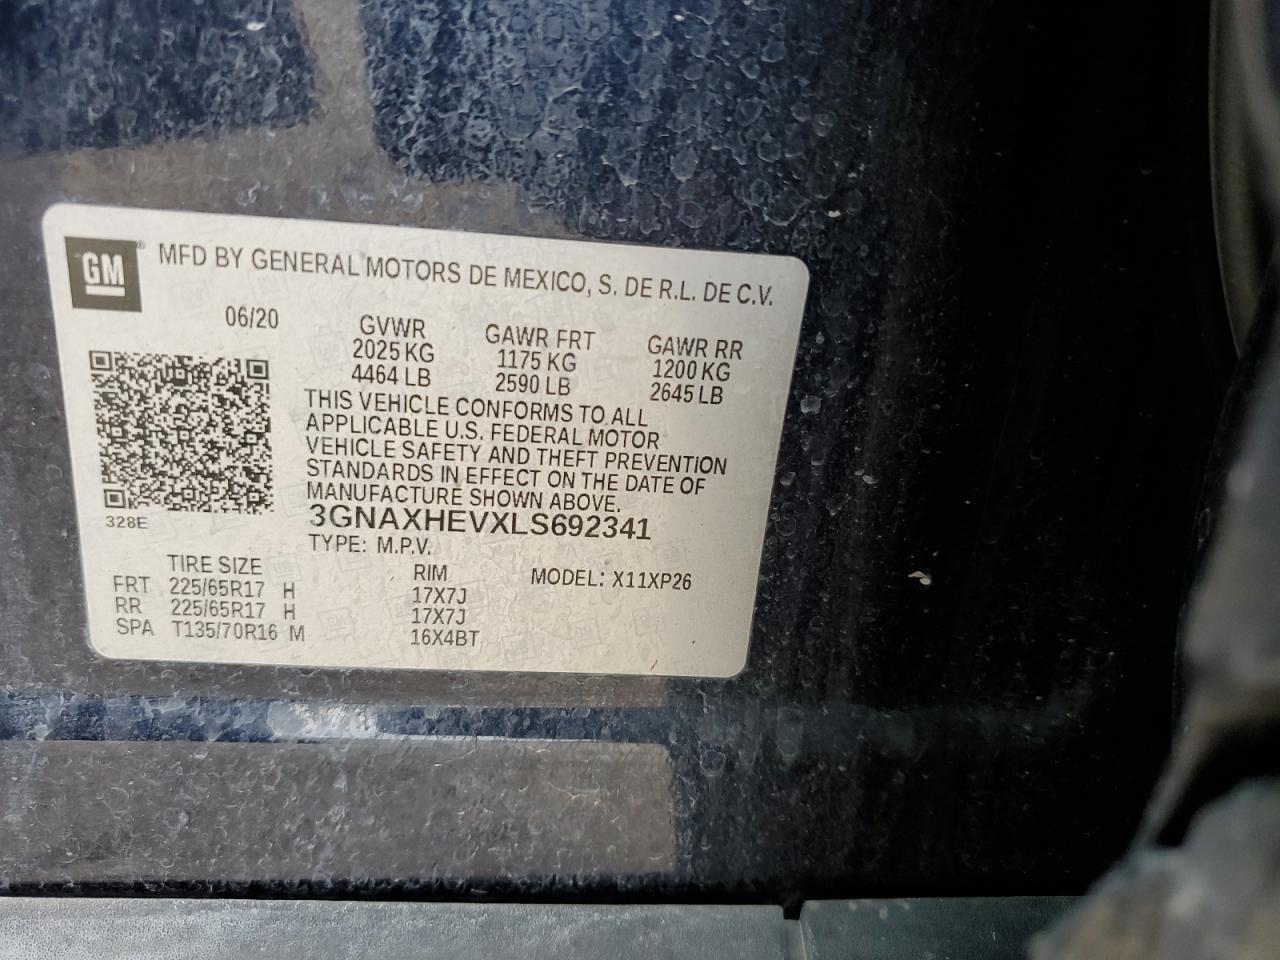 GM® MFD BY GENERAL MOTORS DE MEXICO, S. DE R.L. DE C.V.
06/20 GVWR GAWR FRT GAWR RR
2025 KG 1175 KG 1200 KG
4464 LB 2590 LB 2645 LB
THIS VEHICLE CONFORMS TO ALL
APPLICABLE U.S. FEDERAL MOTOR
VEHICLE SAFETY AND THEFT PREVENTION
STANDARDS IN EFFECT ON THE DATE OF
MANUFACTURE SHOWN ABOVE.
328E 3GNAXHEVXLS692341
TYPE: M.P.V.
TIRE SIZE RIM MODEL: X11XP26
FRT 225/65R17 H 17X7J
RR 225/65R17 H 17X7J
SPA T135/70R16 M 16X4BT